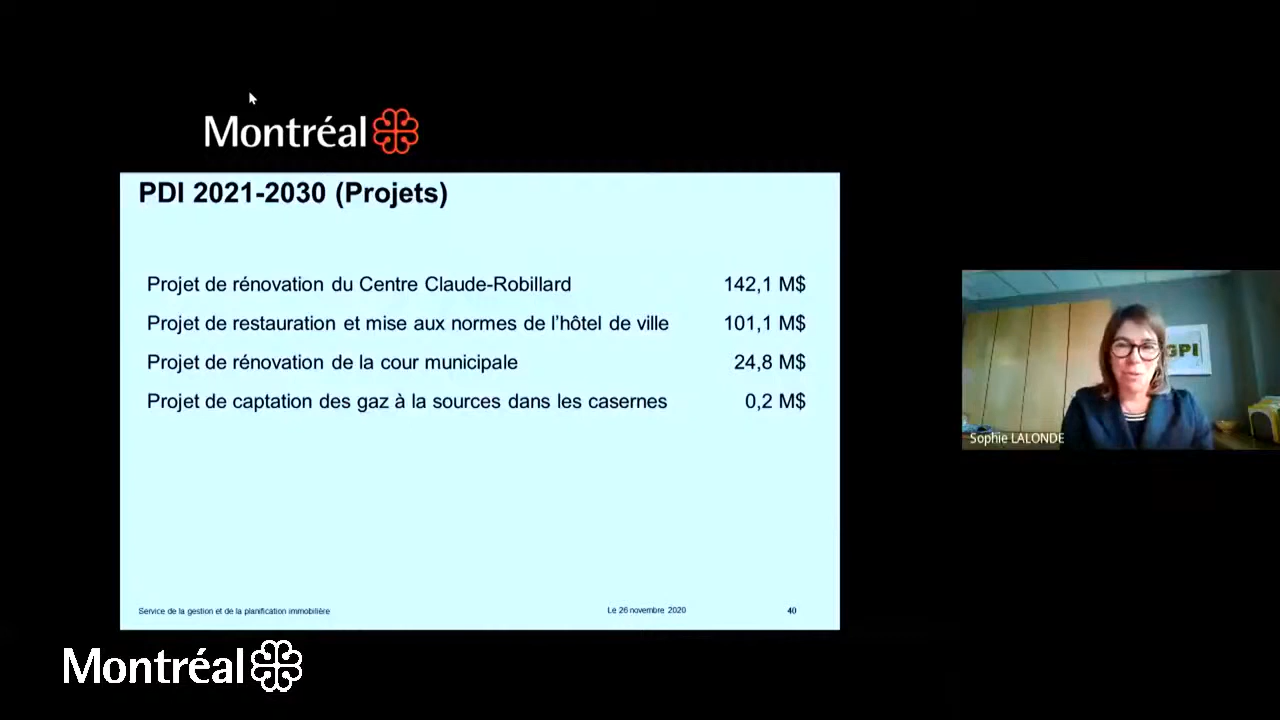 Montréal
PDI 2021-2030 (Projets)
Projet de rénovation du Centre Claude-Robillard 142,1 M$
Projet de restauration et mise aux normes de l'hôtel de ville 101,1 M$
Projet de rénovation de la cour municipale 24,8 M$
Projet de captation des gaz à la sources dans les casernes 0,2 M$
Service de la gestion et de la planification immobilière Le 26 novembre 2020 40
GPI
Sophie LALONDE
Montréal